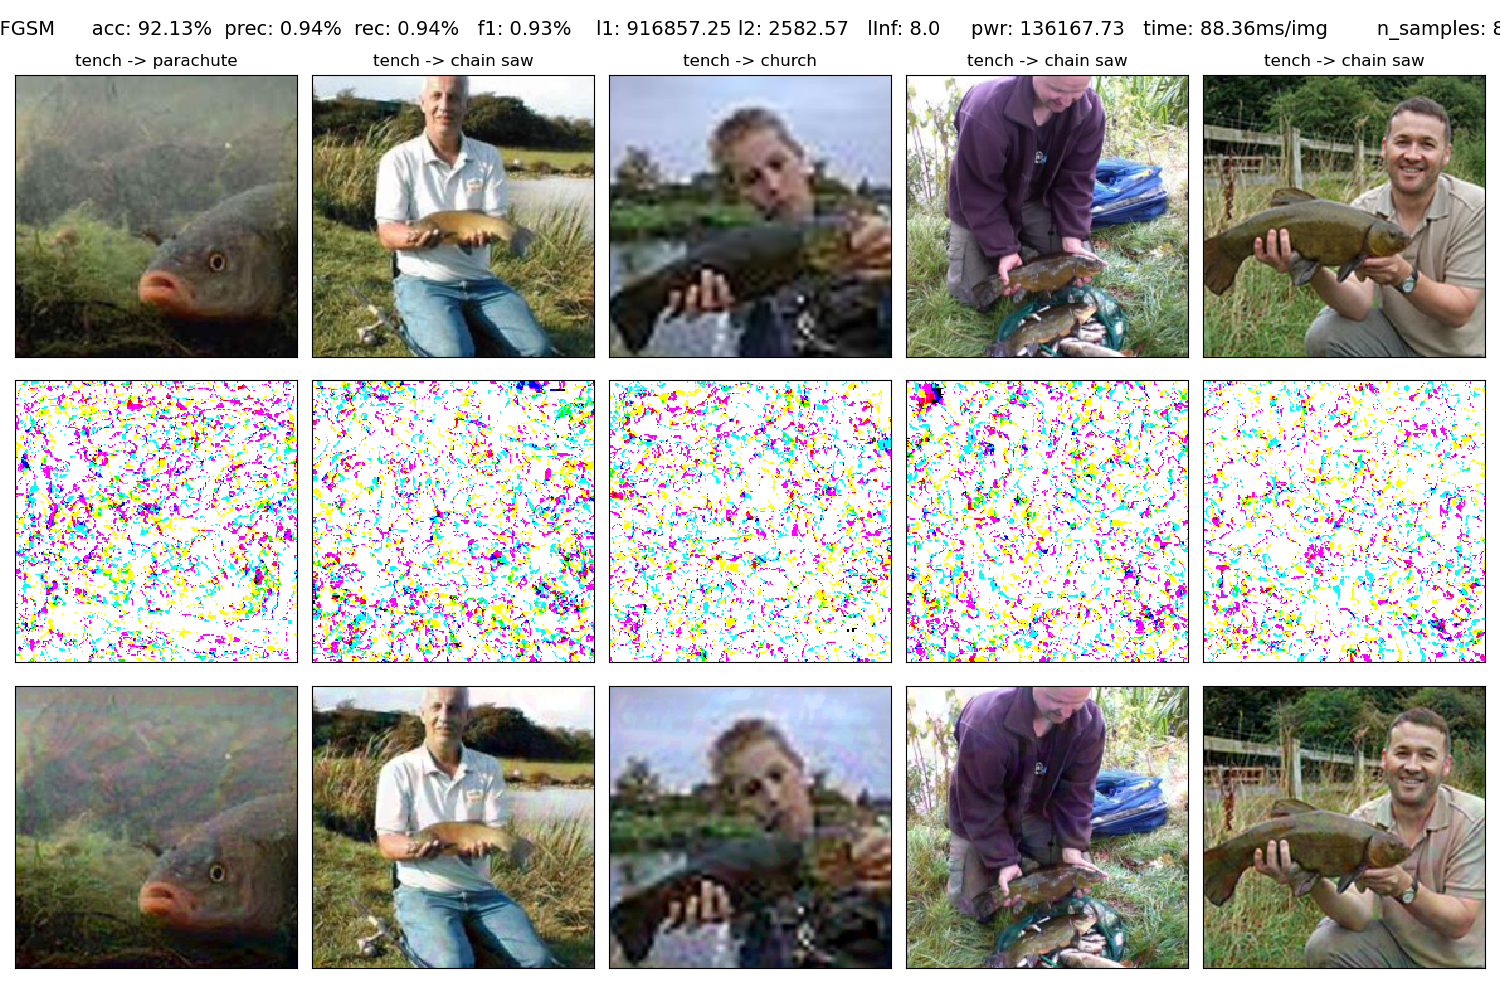 FGSM acc: 92.13% prec: 0.94% rec: 0.94% f1: 0.93% l1: 916857.25 l2: 2582.57 lInf: 8.0 pwr: 136167.73 time: 88.36ms/img n_samples: 8
tench -> parachute tench -> chain saw tench -> church tench -> chain saw tench -> chain saw